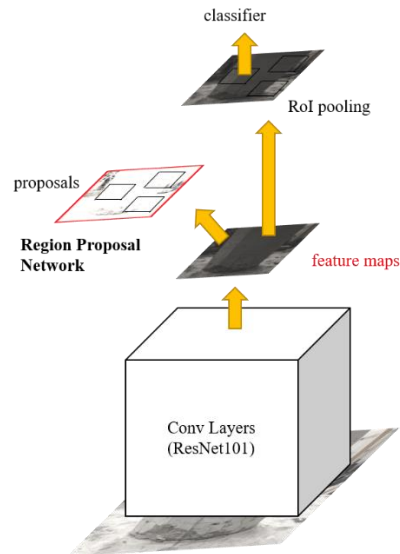 classifier
RoI pooling
proposals
Region Proposal
Network
feature maps
Conv Layers
(ResNet101)